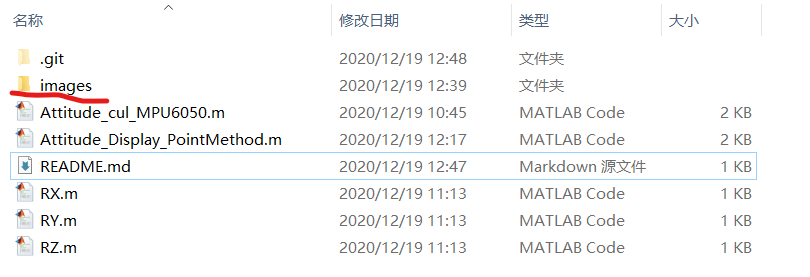 名称 修改日期 类型 大小
.git 2020/12/19 12:48 文件夹
images 2020/12/19 12:39 文件夹
Attitude_cul_MPU6050.m 2020/12/19 10:45 MATLAB Code 2 KB
Attitude_Display_PointMethod.m 2020/12/19 12:17 MATLAB Code 2 KB
README.md 2020/12/19 12:47 Markdown 源文件 1 KB
RX.m 2020/12/19 11:13 MATLAB Code 1 KB
RY.m 2020/12/19 11:13 MATLAB Code 1 KB
RZ.m 2020/12/19 11:13 MATLAB Code 1 KB